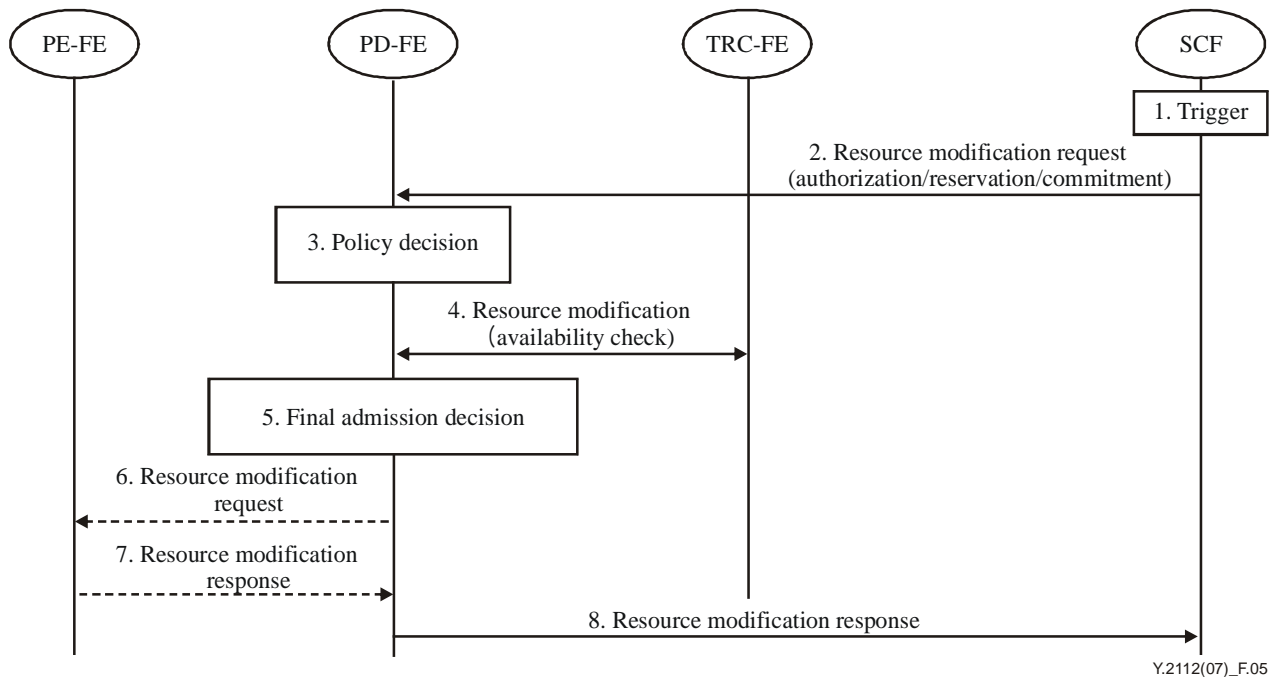 PE-FE
PD-FE
TRC-FE
SCF
1. Trigger
2. Resource modification request
(authorization/reservation/commitment)
3. Policy decision
4. Resource modification
(availability check)
5. Final admission decision
6. Resource modification
request
7. Resource modification
response
8. Resource modification response
Y.2112(07)_F.05